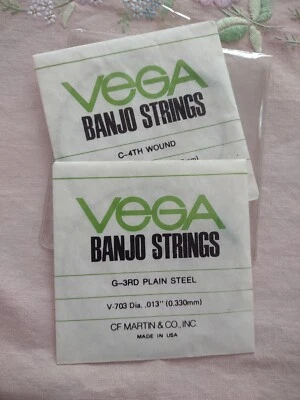 VEGA
BANJO STRINGS
C-4TH WOUND
mm)
VEGA
BANJO STRINGS
G-3RD PLAIN STEEL
V-703 Dia. .013" (0.330mm)
CF MARTIN & CO., INC.
MADE IN USA